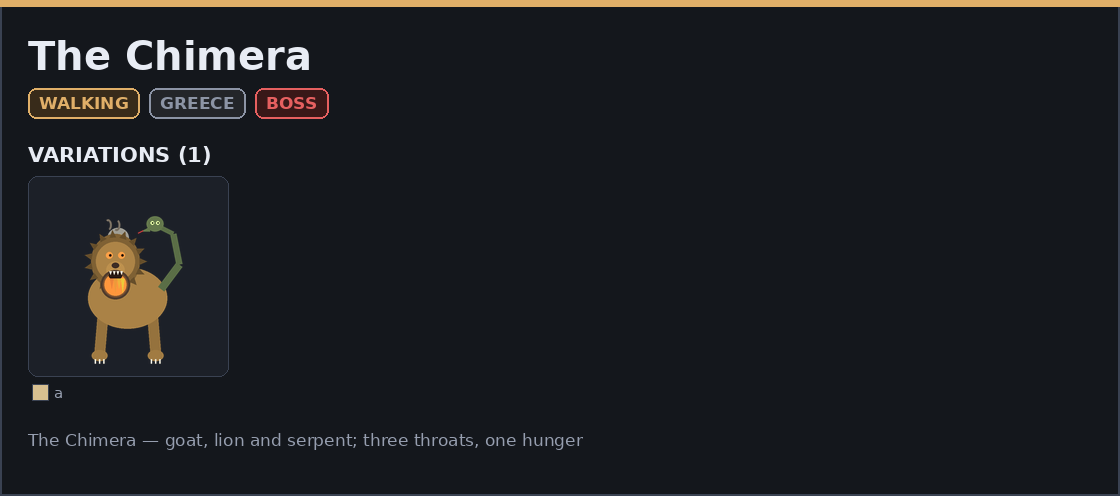 The Chimera
WALKING GREECE BOSS
VARIATIONS (1)
a
The Chimera — goat, lion and serpent; three throats, one hunger